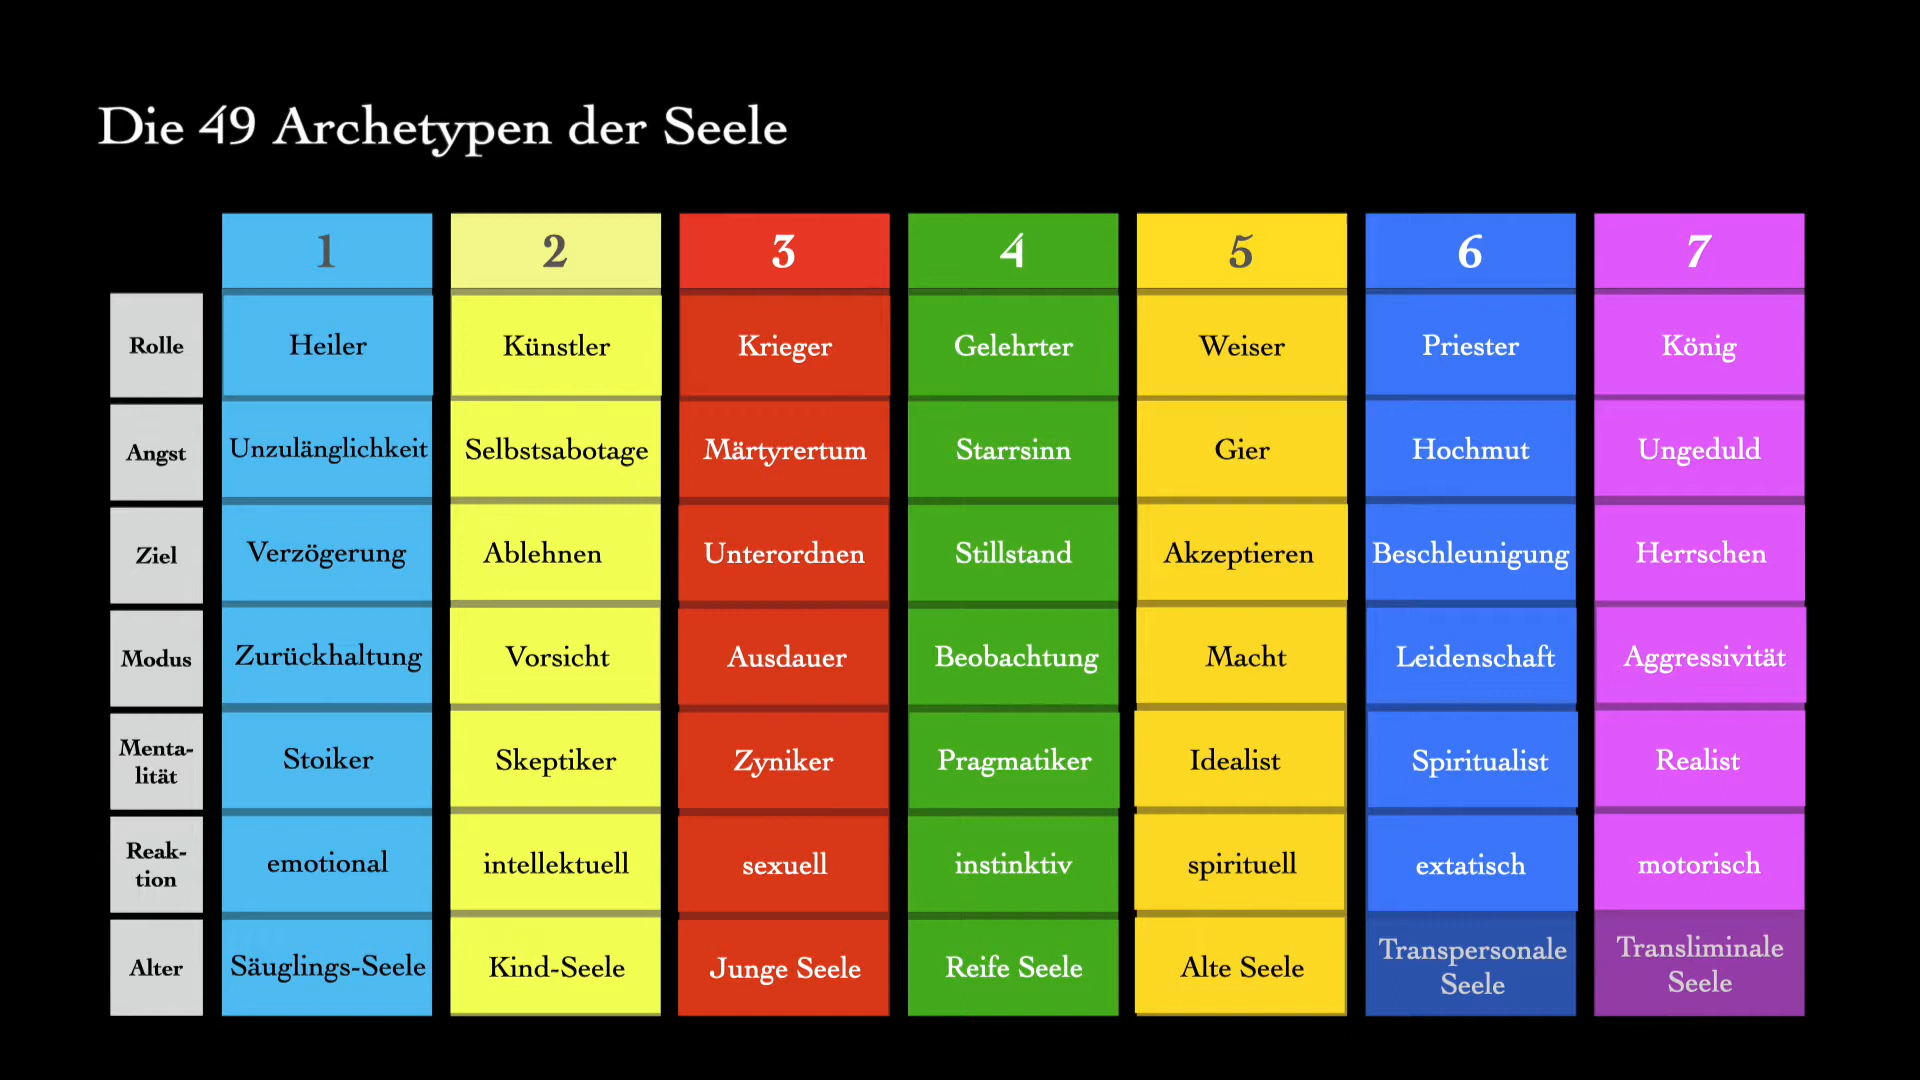 Die 49 Archetypen der Seele
1 2 3 4 5 6 7
Rolle Heiler Künstler Krieger Gelehrter Weiser Priester König
Angst Unzulänglichkeit Selbstsabotage Märtyrertum Starrsinn Gier Hochmut Ungeduld
Ziel Verzögerung Ablehnen Unterordnen Stillstand Akzeptieren Beschleunigung Herrschen
Modus Zurückhaltung Vorsicht Ausdauer Beobachtung Macht Leidenschaft Aggressivität
Menta-
lität Stoiker Skeptiker Zyniker Pragmatiker Idealist Spiritualist Realist
Reak-
tion emotional intellektuell sexuell instinktiv spirituell extatisch motorisch
Alter Säuglings-Seele Kind-Seele Junge Seele Reife Seele Alte Seele Transpersonale Transliminale
Seele Seele